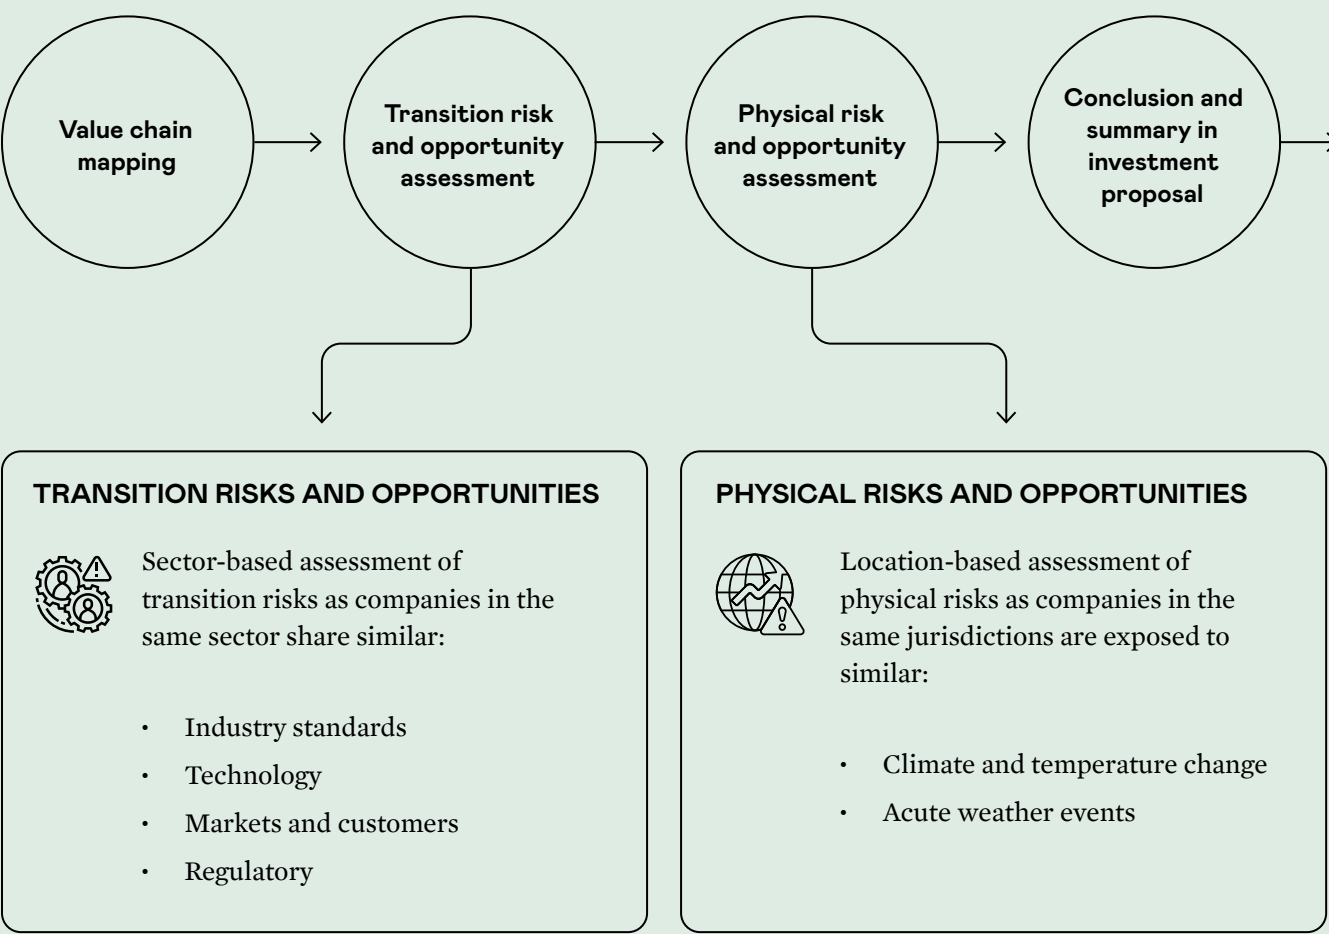 Value chain
mapping
Transition risk
and opportunity
assessment
Physical risk
and opportunity
assessment
Conclusion and
summary in
investment
proposal
TRANSITION RISKS AND OPPORTUNITIES
Sector-based assessment of
transition risks as companies in the
same sector share similar:
• Industry standards
• Technology
• Markets and customers
• Regulatory
PHYSICAL RISKS AND OPPORTUNITIES
Location-based assessment of
physical risks as companies in the
same jurisdictions are exposed to
similar:
• Climate and temperature change
• Acute weather events